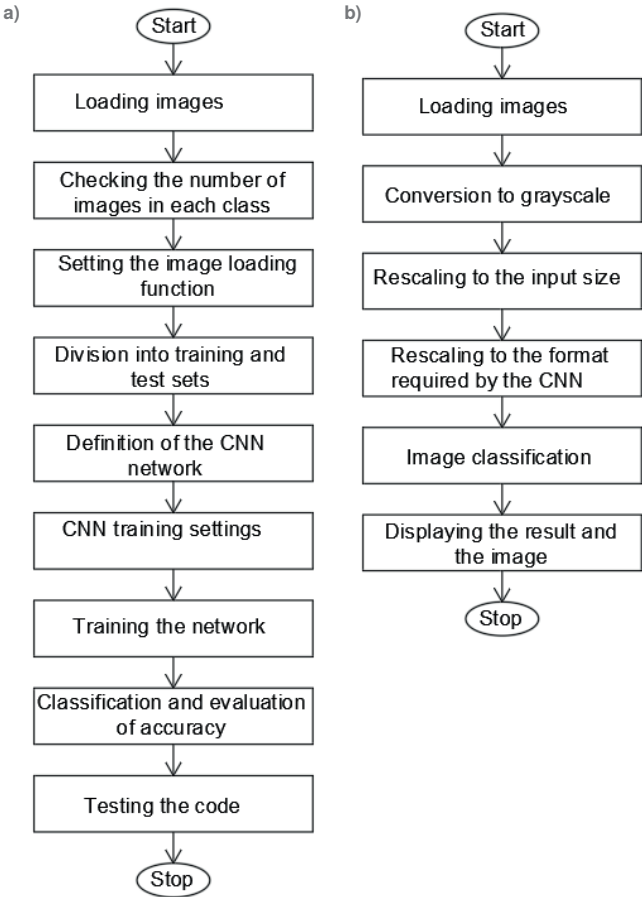 a)
Start
Loading images
Checking the number of
images in each class
Setting the image loading
function
Division into training and
test sets
Definition of the CNN
network
CNN training settings
Training the network
Classification and evaluation
of accuracy
Testing the code
Stop
b)
Start
Loading images
Conversion to grayscale
Rescaling to the input size
Rescaling to the format
required by the CNN
Image classification
Displaying the result and
the image
Stop